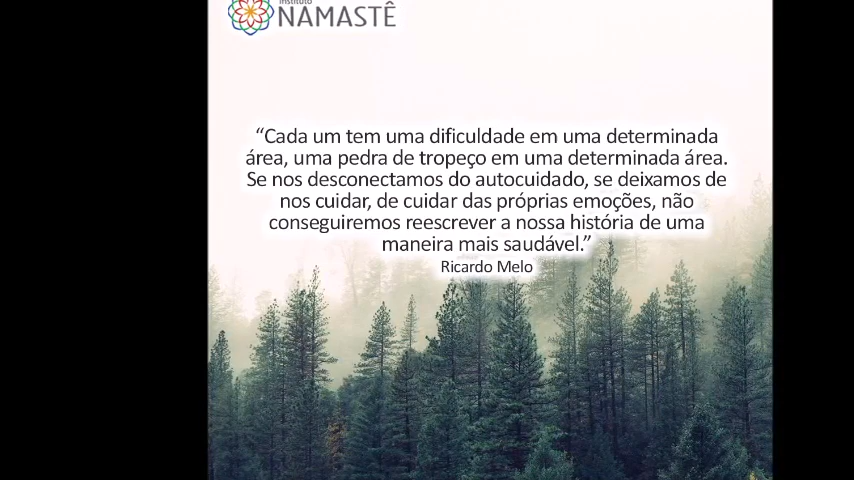 Instituto
NAMASTÊ
“Cada um tem uma dificuldade em uma determinada
área, uma pedra de tropeço em uma determinada área.
Se nos desconectamos do autocuidado, se deixamos de
nos cuidar, de cuidar das próprias emoções, não
conseguiremos reescrever a nossa história de uma
maneira mais saudável.”
Ricardo Melo